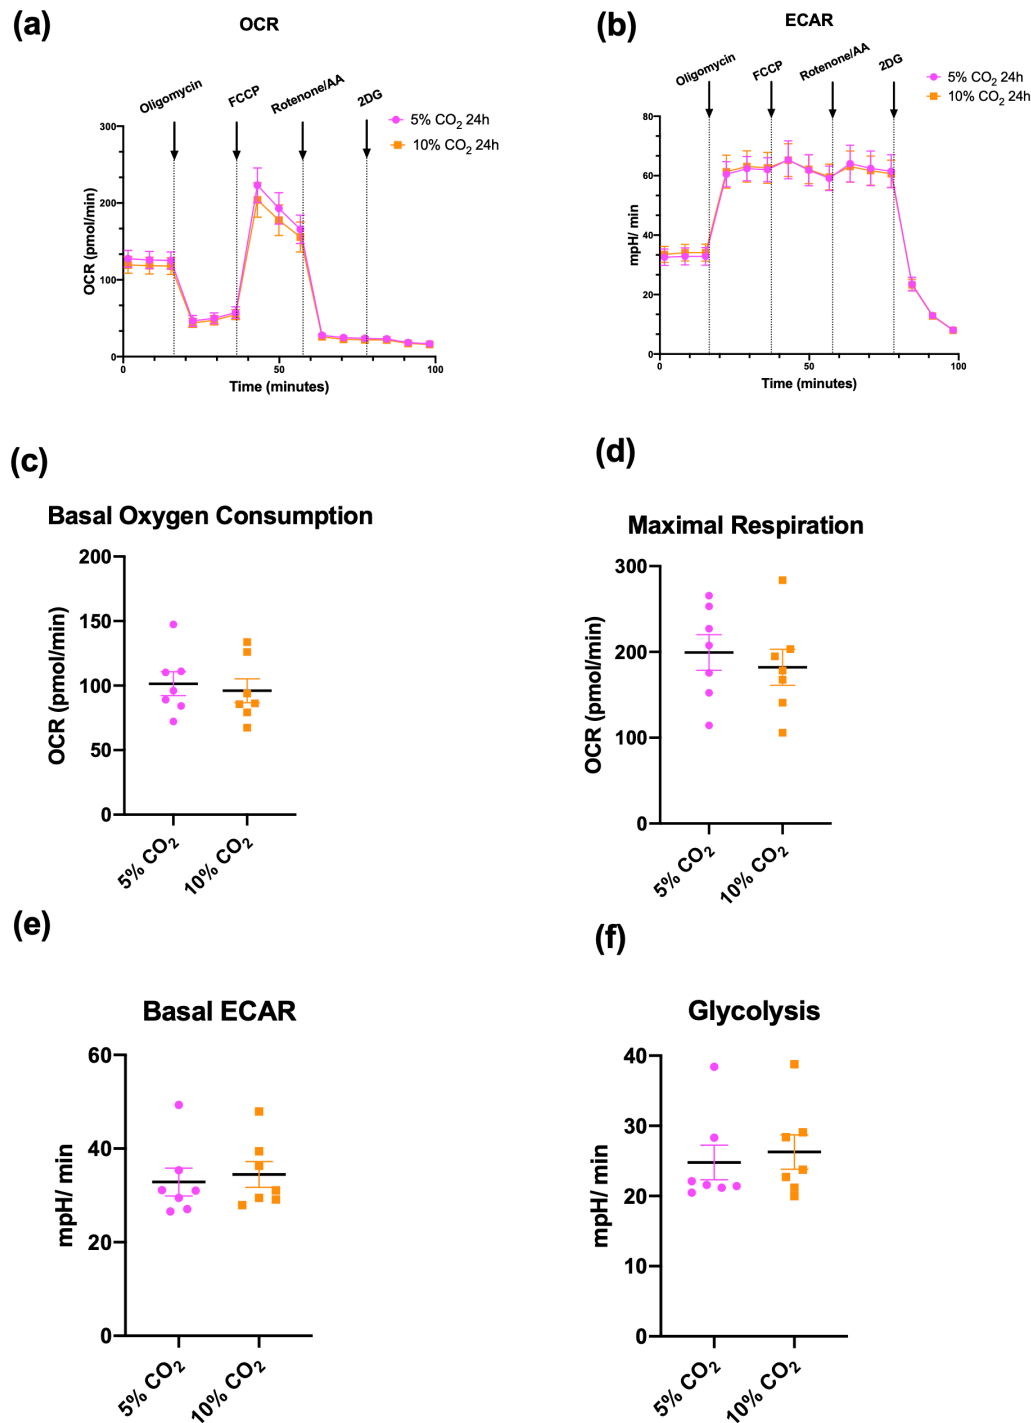 (a)
OCR
Oligomycin
FCCP
Rotenone/AA
2DG
5% CO2 24h
10% CO2 24h
OCR (pmol/min)
300
200
100
0
0
50
100
Time (minutes)
(b)
ECAR
Oligomycin
FCCP
Rotenone/AA
2DG
5% CO2 24h
10% CO2 24h
mpH/ min
80
60
40
20
0
0
50
100
Time (minutes)
(c)
Basal Oxygen Consumption
OCR (pmol/min)
200
150
100
50
0
5% CO2
10% CO2
(d)
Maximal Respiration
OCR (pmol/min)
300
200
100
0
5% CO2
10% CO2
(e)
Basal ECAR
mpH/ min
60
40
20
0
5% CO2
10% CO2
(f)
Glycolysis
mpH/ min
40
30
20
10
0
5% CO2
10% CO2